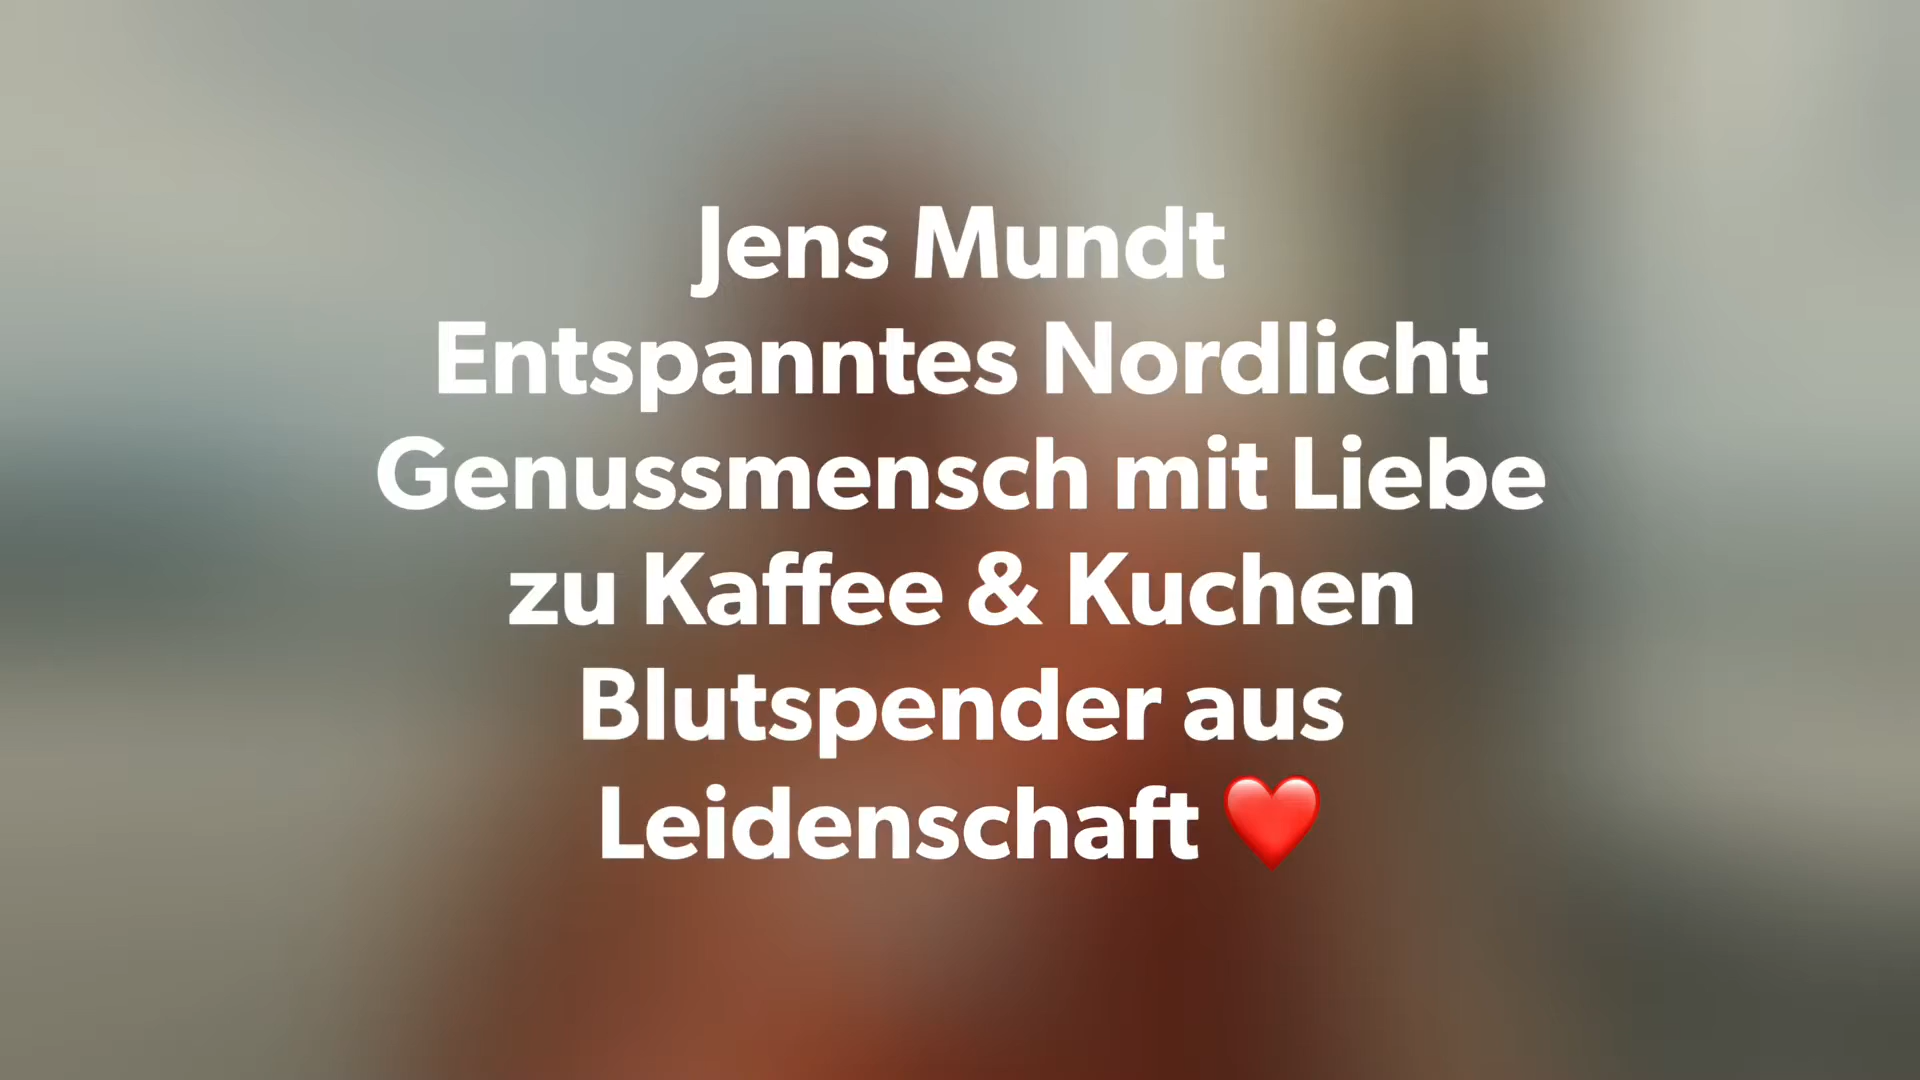 Jens Mundt
Entspanntes Nordlicht
Genussmensch mit Liebe
zu Kaffee & Kuchen
Blutspender aus
Leidenschaft ❤️